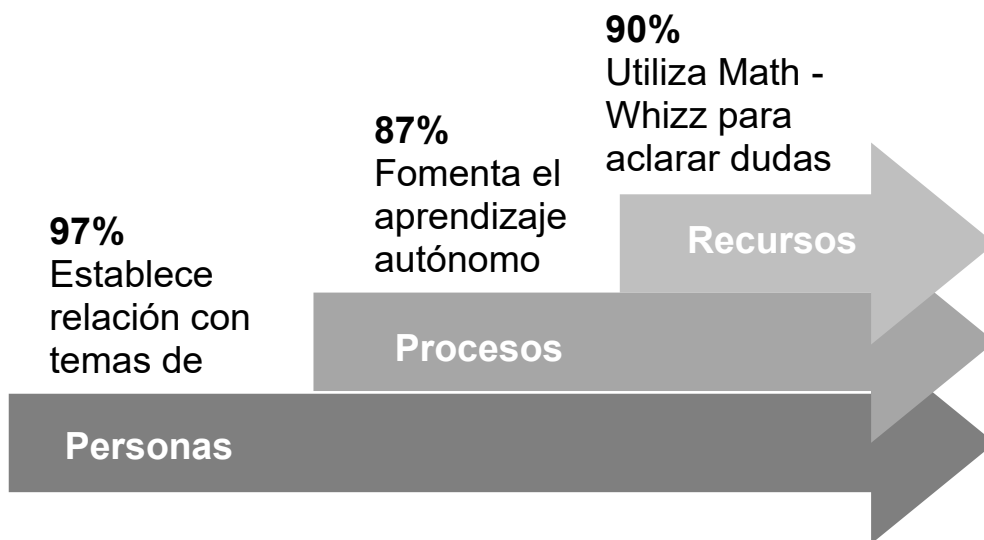 90%
Utiliza Math -
Whizz para
aclarar dudas
87%
Fomenta el
aprendizaje
autónomo
97%
Establece
relación con
temas de
Recursos
Procesos
Personas